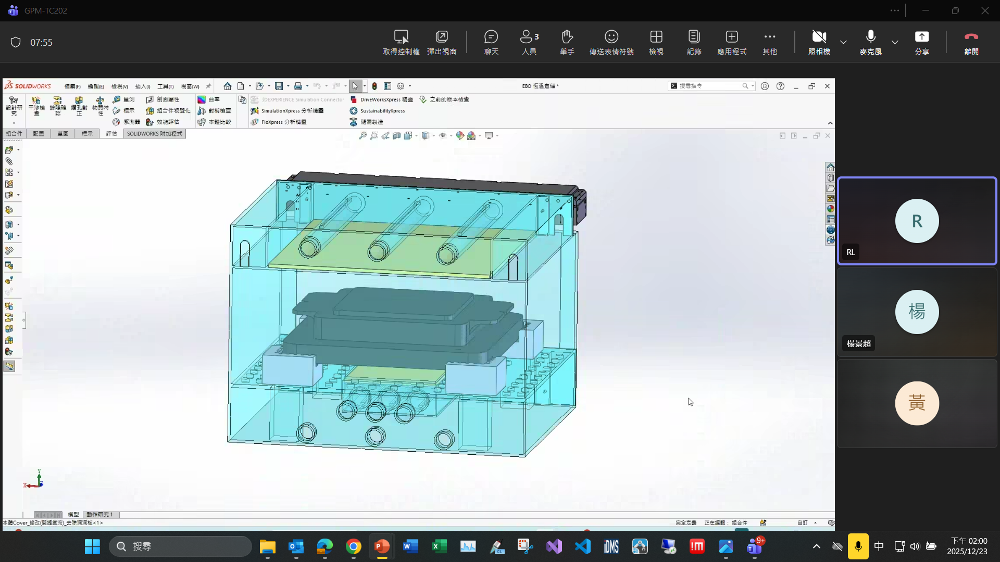 GPM-TC202
07:55
取得控制權
彈出視窗
聊天
人員
3
舉手
傳送表情符號
檢視
記錄
應用程式
其他
照相機
麥克風
分享
離開
SOLIDWORKS
檔案(F)
編輯(E)
檢視(V)
插入(I)
工具(T)
視窗(W)
EBO 恆溫倉儲 *
搜尋指令
設計研究
干涉檢查
餘隙確認
鑽孔對正
物質特性
量測
標示
感測器
剖面屬性
組合件視覺化
效能評估
曲率
對稱檢查
本體比較
3DEXPERIENCE Simulation Connector
SimulationXpress 分析精靈
FloXpress 分析精靈
DriveWorksXpress 精靈
SustainabilityXpress
隨需製造
之前的版本檢查
組合件
配置
草圖
標示
評估
SOLIDWORKS 附加程式
R
RL
楊
楊景超
黃
Y
X
模型
動作研究 1
本體Cover_修改(開縫氣流)_去除洞洞板<1>
完全定義
正在編輯： 組合件
自訂
搜尋
iDMS
9+
中
下午 02:00
2025/12/23